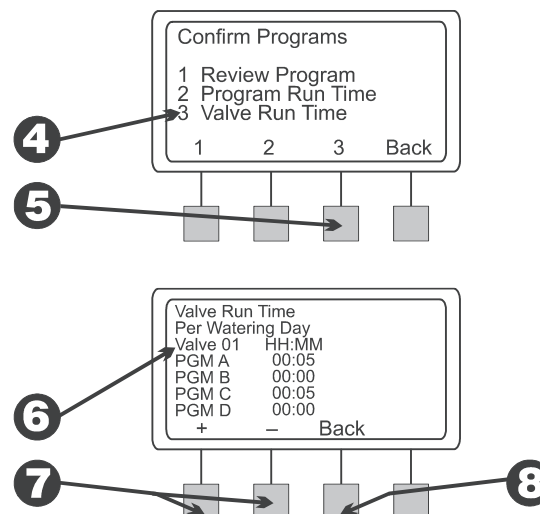 Confirm Programs
1 Review Program
2 Program Run Time
3 Valve Run Time
1 2 3 Back
4
5
Valve Run Time
Per Watering Day
Valve 01 HH:MM
PGM A 00:05
PGM B 00:00
PGM C 00:05
PGM D 00:00
+ – Back
6
7
8